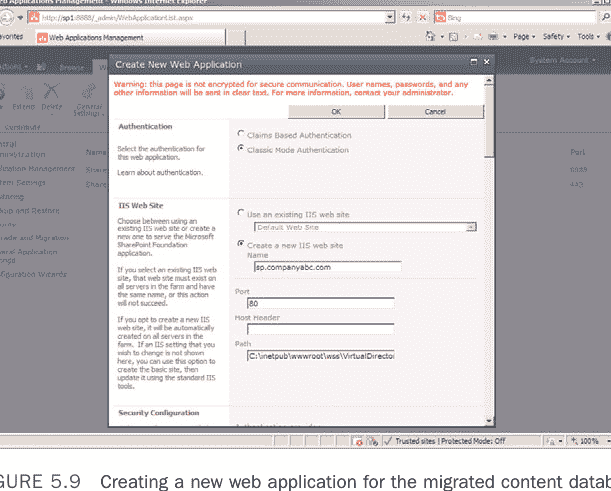 Web Applications Management - Windows Internet Explorer
http://sp1:8888/_admin/WebApplicationList.aspx
Bing
Favorites
Web Applications Management
Page
Safety
Tools
System Account
Create New Web Application
Warning: this page is not encrypted for secure communication. User names, passwords, and any
other information will be sent in clear text. For more information, contact your administrator.
OK
Cancel
Browse
Extend
Delete
General
Settings
Contribute
Name
Port
8888
443
Authentication
Select the authentication for
this web application.
Learn about authentication.
Claims Based Authentication
Classic Mode Authentication
IIS Web Site
Choose between using an
existing IIS web site or create a
new one to serve the Microsoft
SharePoint Foundation
application.
If you select an existing IIS web
site, that web site must exist on
all servers in the farm and have
the same name, or this action
will not succeed.
If you opt to create a new IIS
web site, it will be automatically
created on all servers in the
farm. If an IIS setting that you
wish to change is not shown
here, you can use this option to
create the basic site, then
update it using the standard IIS
tools.
Use an existing IIS web site
Default Web Site
Create a new IIS web site
Name
sp.companyabc.com
Port
80
Host Header
Path
C:\inetpub\wwwroot\wss\VirtualDirector
Security Configuration
Trusted sites | Protected Mode: Off
100%
GURE 5.9 Creating a new web application for the migrated content datab